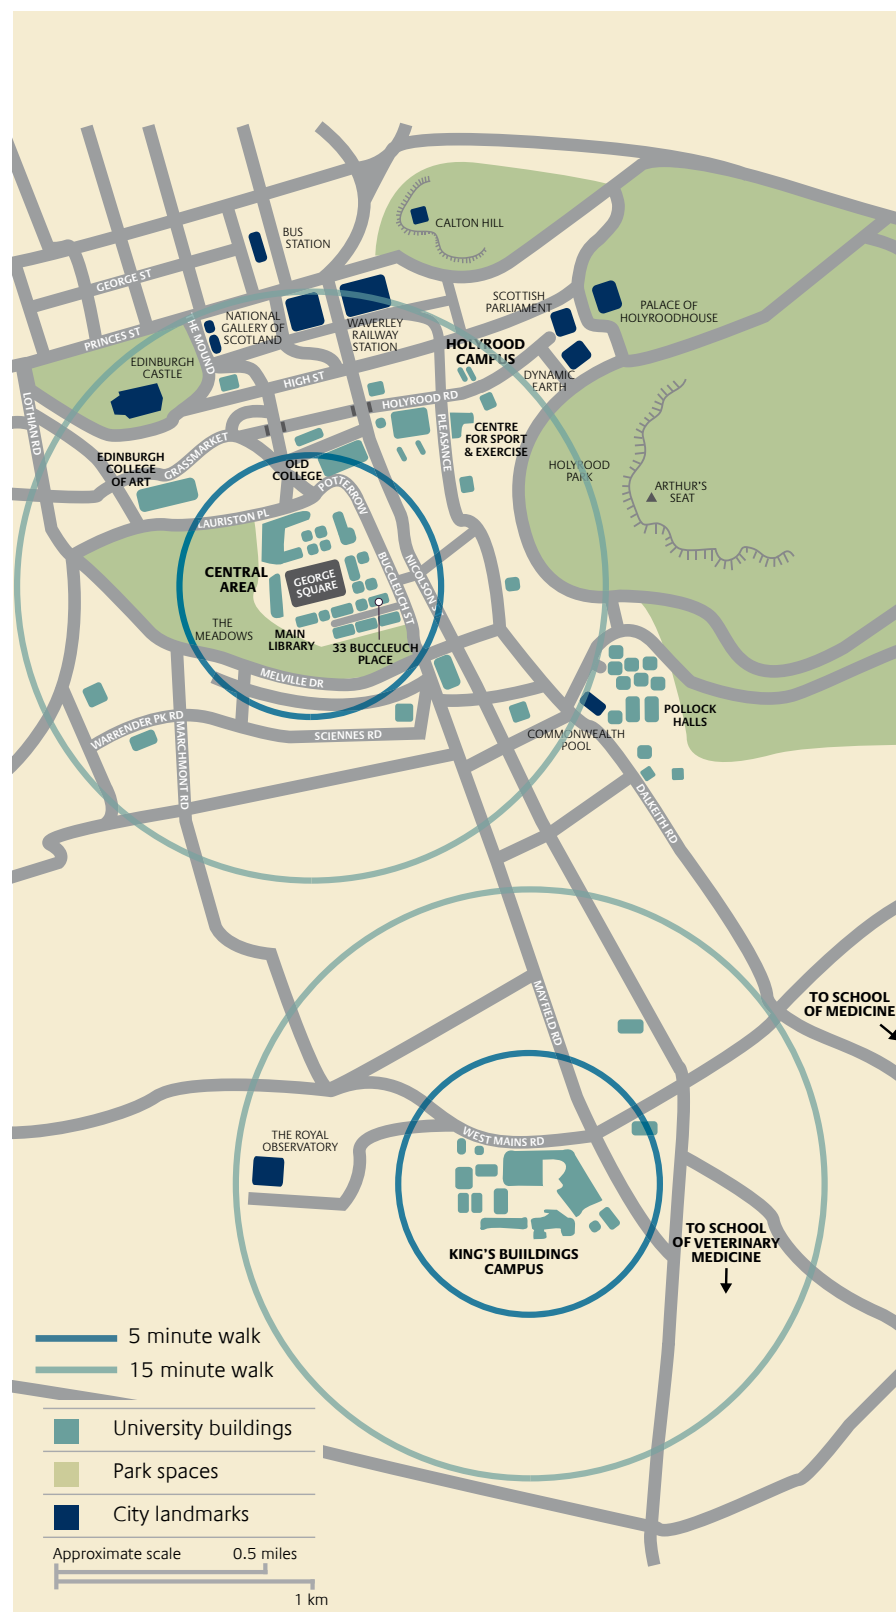 CALTON HILL
BUS
STATION
GEORGE ST
SCOTTISH
PARLIAMENT
PALACE OF
HOLYROODHOUSE
NATIONAL
GALLERY OF
SCOTLAND
THE MOUND
WAVERLEY
RAILWAY
STATION
PRINCES ST
HOLYROOD
CAMPUS
EDINBURGH
CASTLE
DYNAMIC
EARTH
HIGH ST
LOTHIAN RD
HOLYROOD RD
PLEASANCE
CENTRE
FOR SPORT
& EXERCISE
GRASSMARKET
EDINBURGH
COLLEGE
OF ART
OLD
COLLEGE
HOLYROOD
PARK
POTTERROW
ARTHUR'S
SEAT
LAURISTON PL
CENTRAL
AREA
GEORGE
SQUARE
BUCCLEUCH ST
NICOLSON S
THE
MEADOWS
MAIN
LIBRARY
33 BUCCLEUCH
PLACE
MELVILLE DR
POLLOCK
HALLS
WARRENDER PK RD
MARCHMONT RD
SCIENNES RD
COMMONWEALTH
POOL
DALKEITH RD
MAYFIELD RD
TO SCHOOL
OF MEDICINE
THE ROYAL
OBSERVATORY
WEST MAINS RD
KING'S BUIILDINGS
CAMPUS
TO SCHOOL
OF VETERINARY
MEDICINE
5 minute walk
15 minute walk
University buildings
Park spaces
City landmarks
Approximate scale 0.5 miles
1 km